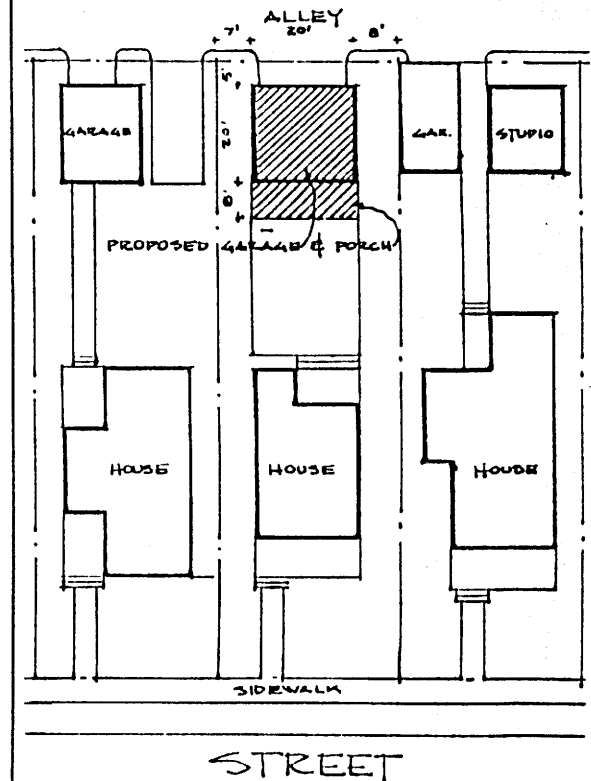 ALLEY
7' 20' 8'
5'
GARAGE
20'
GAR.
STUDIO
8'
PROPOSED GARAGE & PORCH
HOUSE
HOUSE
HOUSE
SIDEWALK
STREET